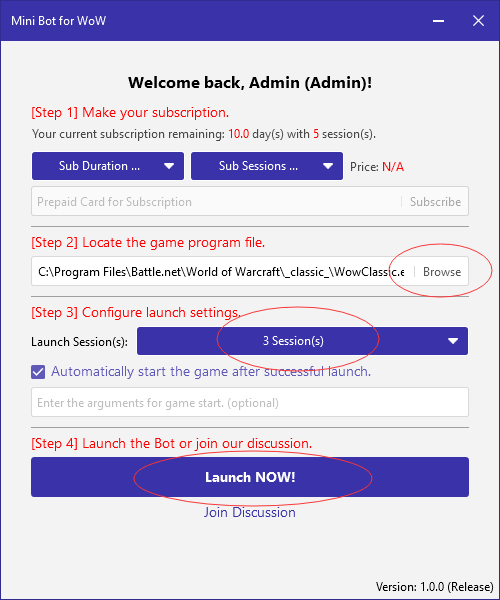 Mini Bot for WoW
Welcome back, Admin (Admin)!
[Step 1] Make your subscription.
Your current subscription remaining: 10.0 day(s) with 5 session(s).
Sub Duration ... Sub Sessions ... Price: N/A
Prepaid Card for Subscription Subscribe
[Step 2] Locate the game program file.
C:\Program Files\Battle.net\World of Warcraft\_classic_\WowClassic.e Browse
[Step 3] Configure launch settings.
Launch Session(s): 3 Session(s)
Automatically start the game after successful launch.
Enter the arguments for game start. (optional)
[Step 4] Launch the Bot or join our discussion.
Launch NOW!
Join Discussion
Version: 1.0.0 (Release)